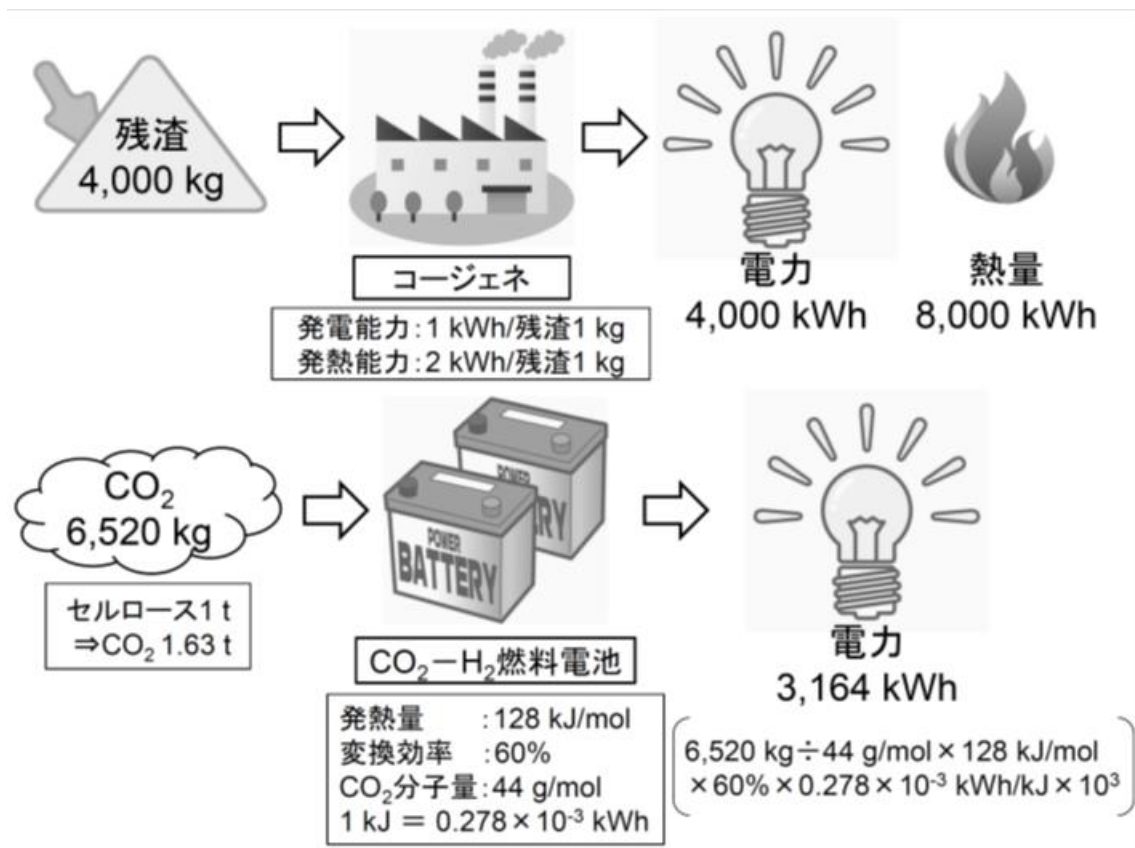 残渣
4,000 kg
コージェネ
発電能力:1 kWh/残渣1 kg
発熱能力:2 kWh/残渣1 kg
電力
4,000 kWh
熱量
8,000 kWh
CO₂
6,520 kg
セルロース1 t
⇒CO₂ 1.63 t
POWER
BATTERY
POWER
RY
CO₂−H₂燃料電池
発熱量 :128 kJ/mol
変換効率 :60%
CO₂分子量:44 g/mol
1 kJ = 0.278×10⁻³ kWh
電力
3,164 kWh
6,520 kg÷44 g/mol×128 kJ/mol
×60%×0.278×10⁻³ kWh/kJ×10³